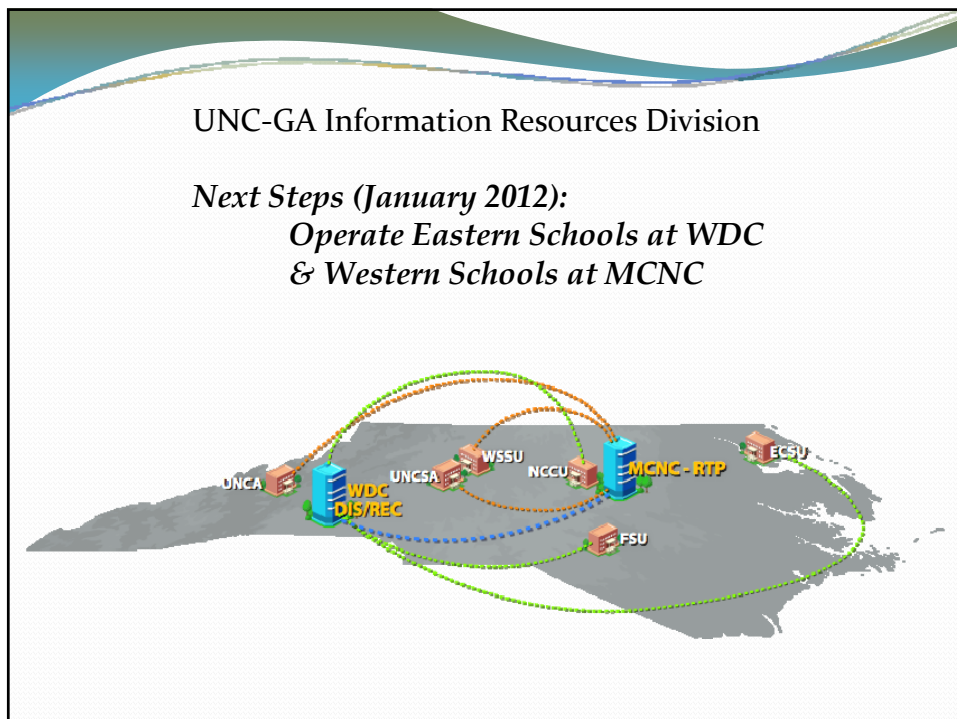 UNC-GA Information Resources Division
Next Steps (January 2012):
Operate Eastern Schools at WDC
& Western Schools at MCNC
UNCA
WDC
DIS/REC
UNCSA
WSSU
NCCU
MCNC - RTP
ECSU
FSU